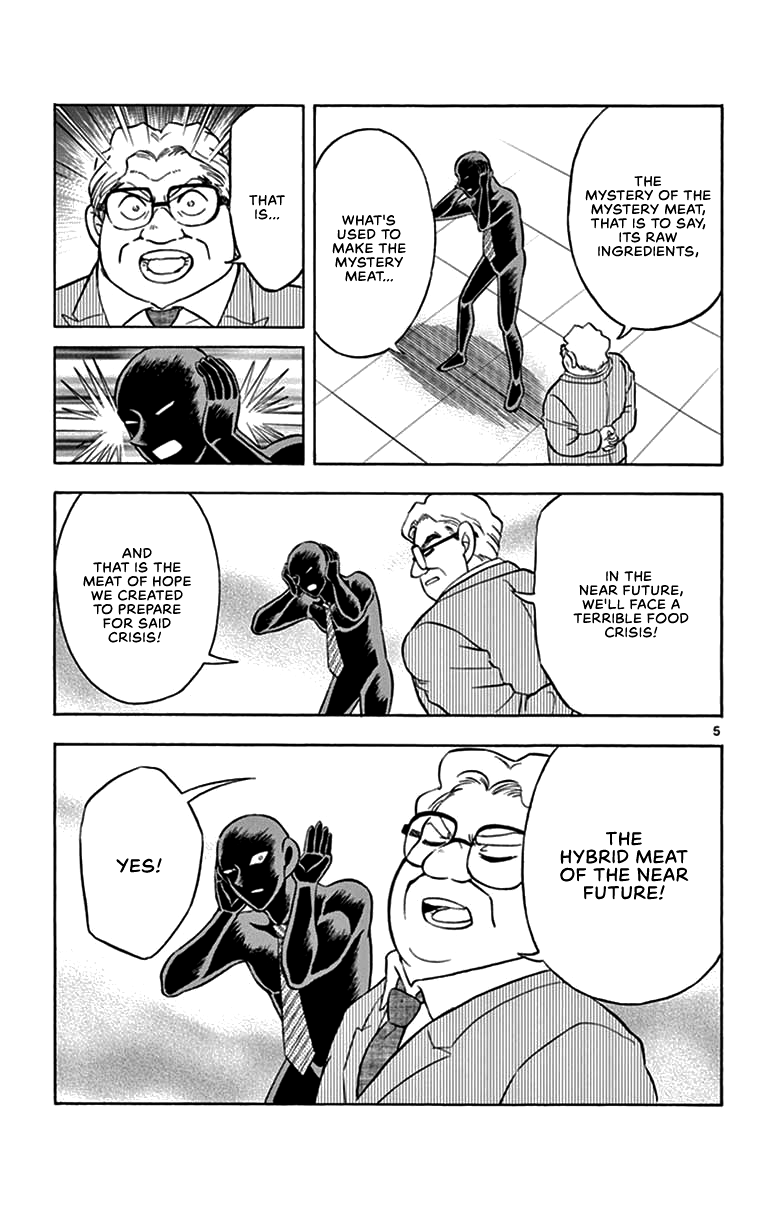 THE
MYSTERY OF THE
MYSTERY MEAT,
THAT IS TO SAY,
ITS RAW
INGREDIENTS,
WHAT'S
USED TO
MAKE THE
MYSTERY
MEAT...
THAT
IS...
IN THE
NEAR FUTURE,
WE'LL FACE A
TERRIBLE FOOD
CRISIS!
AND
THAT IS THE
MEAT OF HOPE
WE CREATED
TO PREPARE
FOR SAID
CRISIS!
5
THE
HYBRID MEAT
OF THE NEAR
FUTURE!
YES!